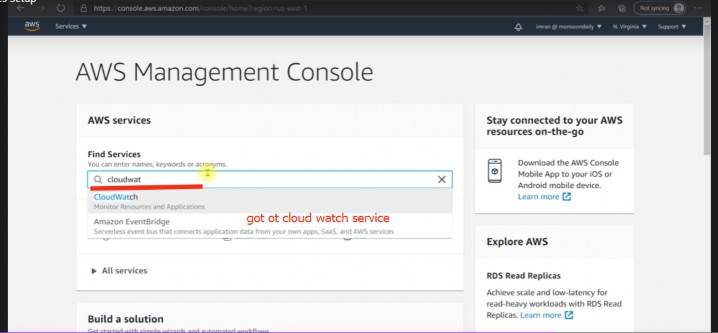 es Setup
https://console.aws.amazon.com/console/home?region=us-east-1
Not syncing
aws Services imran @ momsondaily N. Virginia Support
AWS Management Console
AWS services
Find Services
You can enter names, keywords or acronyms.
cloudwat
CloudWatch
Monitor Resources and Applications
Amazon EventBridge
got ot cloud watch service
Serverless event bus that connects application data from your own apps, SaaS, and AWS services
All services
Build a solution
Get started with simple wizards and automated workflows.
Stay connected to your AWS
resources on-the-go
Download the AWS Console
Mobile App to your iOS or
Android mobile device.
Learn more
Explore AWS
RDS Read Replicas
Achieve scale and low-latency for
read-heavy workloads with RDS Read
Replicas. Learn more